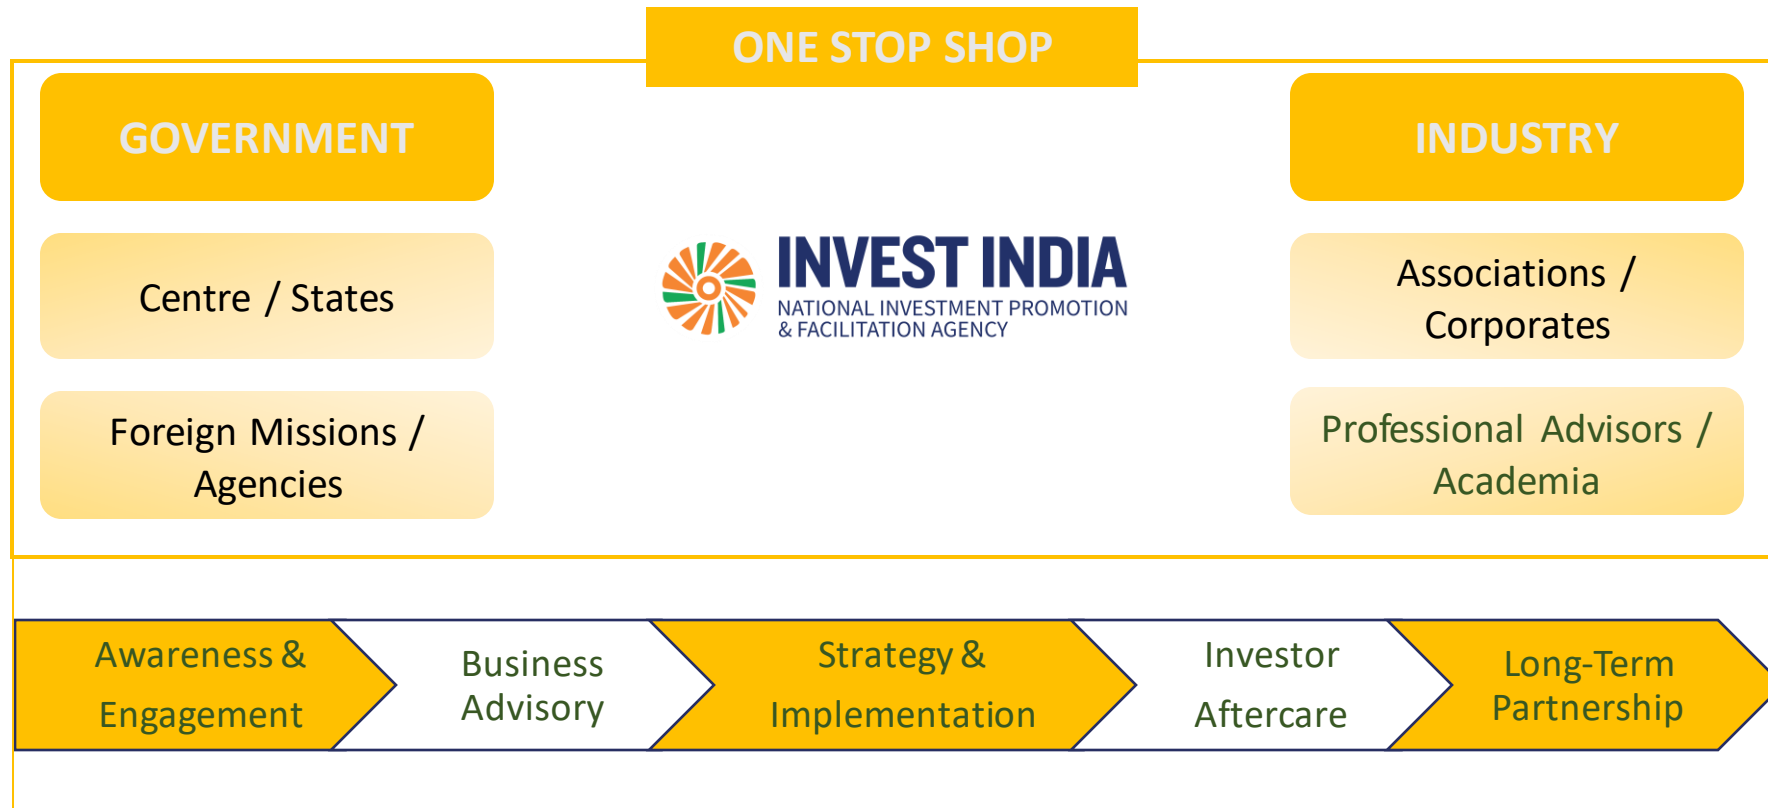 ONE STOP SHOP
GOVERNMENT
Centre / States
Foreign Missions /
Agencies
INVEST INDIA
NATIONAL INVESTMENT PROMOTION
& FACILITATION AGENCY
INDUSTRY
Associations /
Corporates
Professional Advisors /
Academia
Awareness &
Engagement
Business
Advisory
Strategy &
Implementation
Investor
Aftercare
Long-Term
Partnership